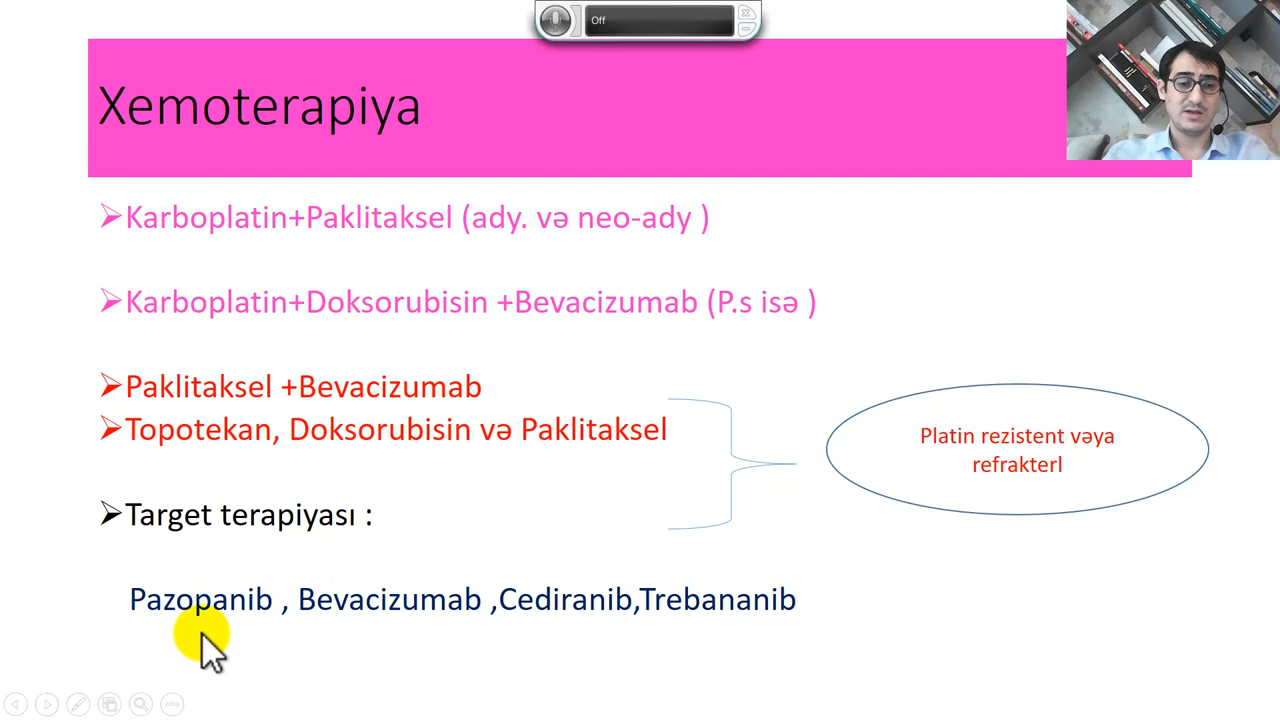 Off
Xemoterapiya
➢Karboplatin+Paklitaksel (ady. və neo-ady )
➢Karboplatin+Doksorubisin +Bevacizumab (P.s isə )
➢Paklitaksel +Bevacizumab
➢Topotekan, Doksorubisin və Paklitaksel
Platin rezistent vəya
refrakterl
➢Target terapiyası :
Pazopanib , Bevacizumab ,Cediranib,Trebananib